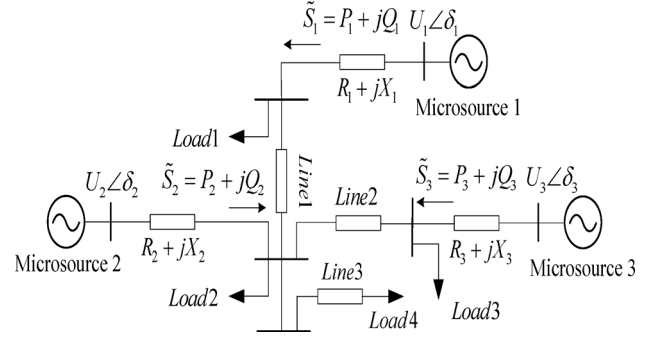 S̃₁ = P₁ + jQ₁ U₁∠δ₁
R₁ + jX₁
Microsource 1
Load1
Line1
U₂∠δ₂ S̃₂ = P₂ + jQ₂
R₂ + jX₂
Microsource 2
Load2
Line2
S̃₃ = P₃ + jQ₃ U₃∠δ₃
R₃ + jX₃
Microsource 3
Line3
Load4
Load3